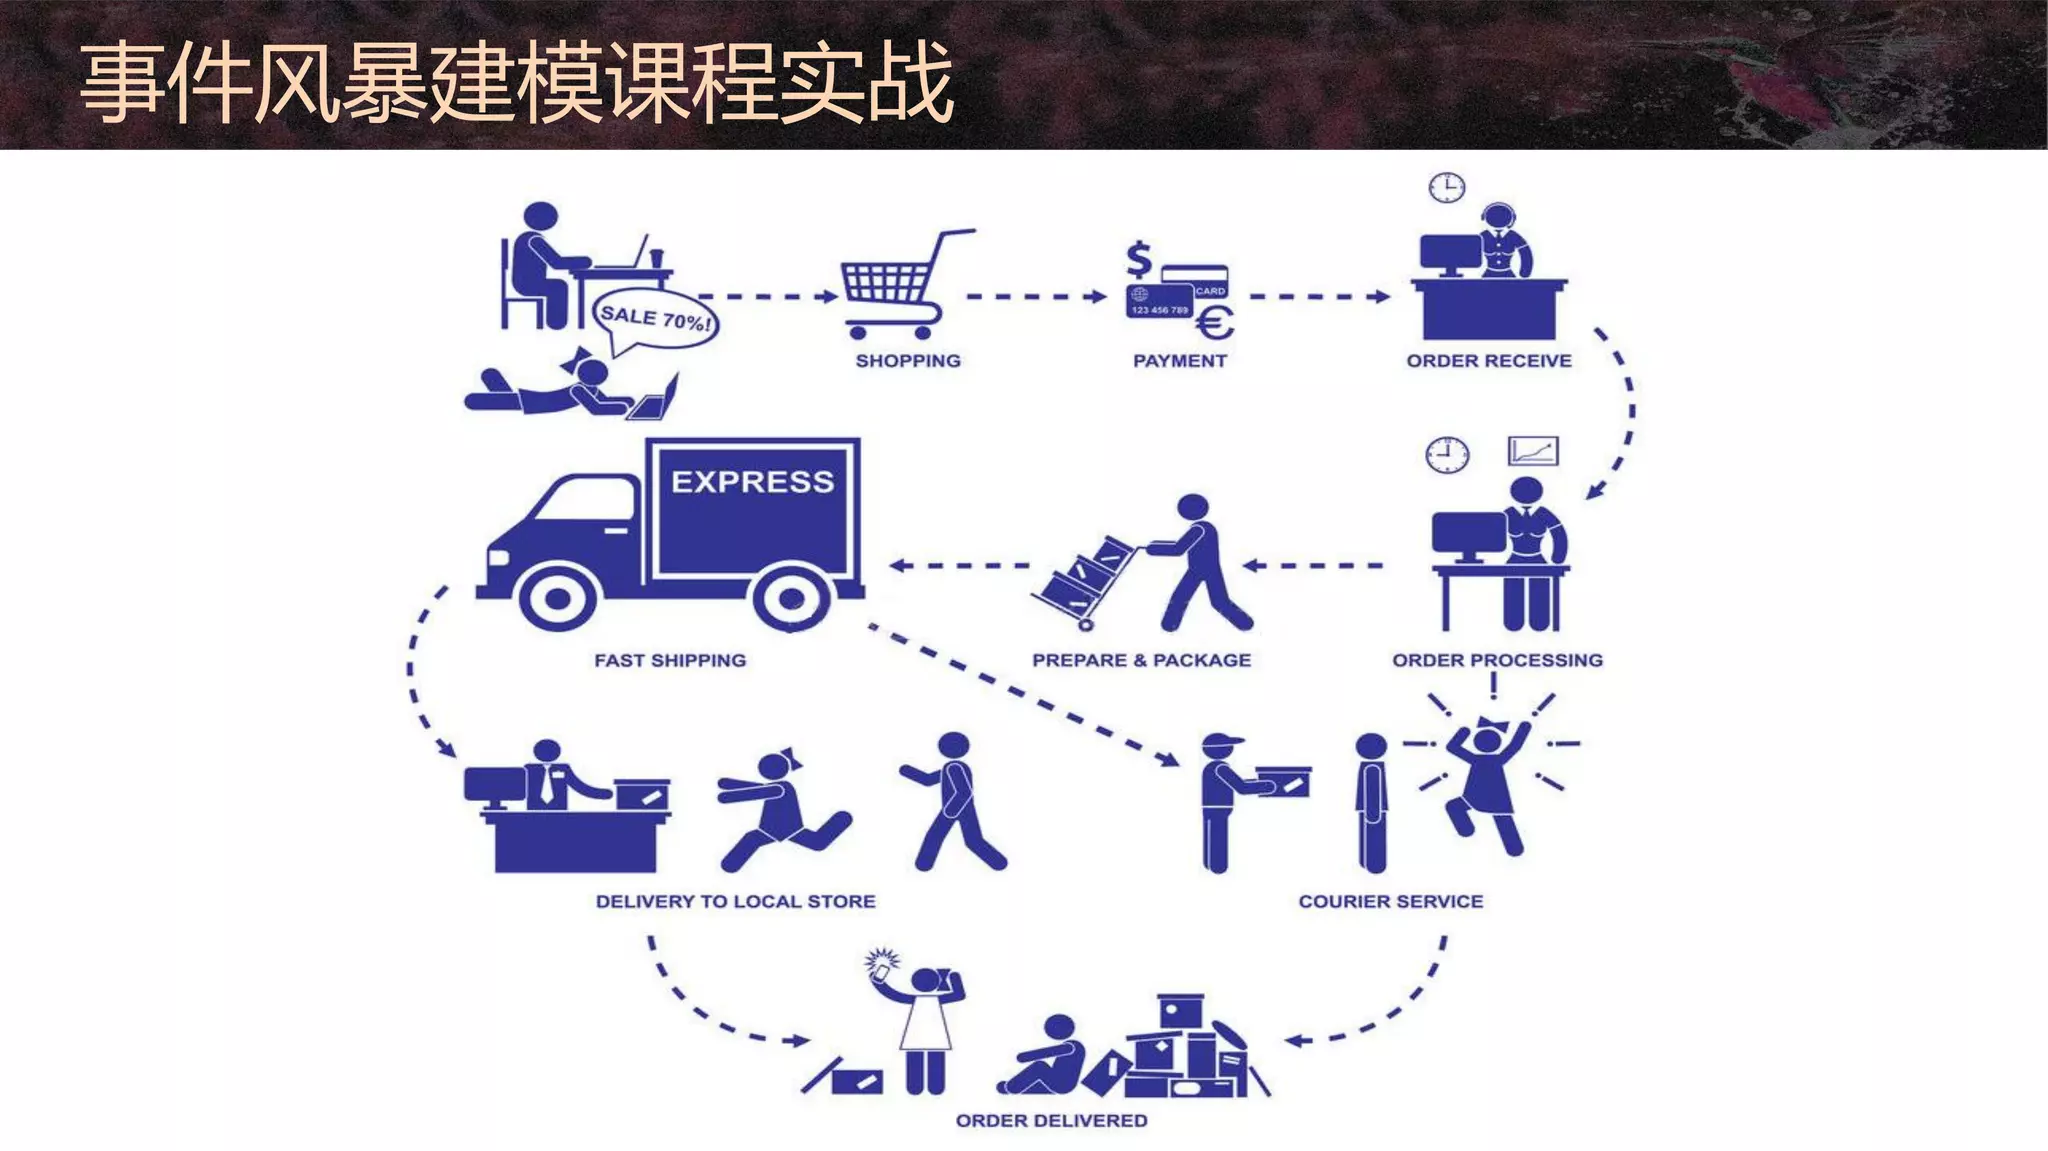 事件风暴建模课程实战
SALE 70%!
SHOPPING
$
CARD
123 456 789
€
PAYMENT
ORDER RECEIVE
EXPRESS
FAST SHIPPING
PREPARE & PACKAGE
ORDER PROCESSING
DELIVERY TO LOCAL STORE
COURIER SERVICE
ORDER DELIVERED